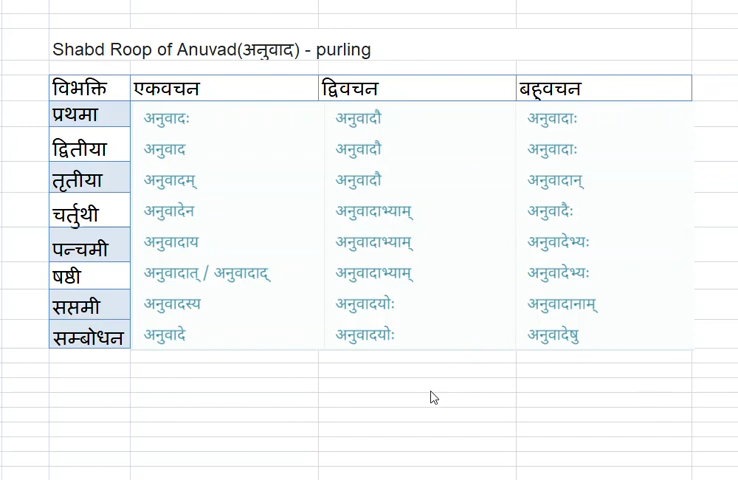 Shabd Roop of Anuvad(अनुवाद) - purling
विभक्ति एकवचन द्विवचन बहुवचन
प्रथमा अनुवादः अनुवादौ अनुवादाः
द्वितीया अनुवाद अनुवादौ अनुवादाः
तृतीया अनुवादम् अनुवादौ अनुवादान्
चर्तुथी अनुवादेन अनुवादाभ्याम् अनुवादैः
पन्चमी अनुवादाय अनुवादाभ्याम् अनुवादेभ्यः
षष्ठी अनुवादात् / अनुवादाद् अनुवादाभ्याम् अनुवादेभ्यः
सप्तमी अनुवादस्य अनुवादयोः अनुवादानाम्
सम्बोधन अनुवादे अनुवादयोः अनुवादेषु